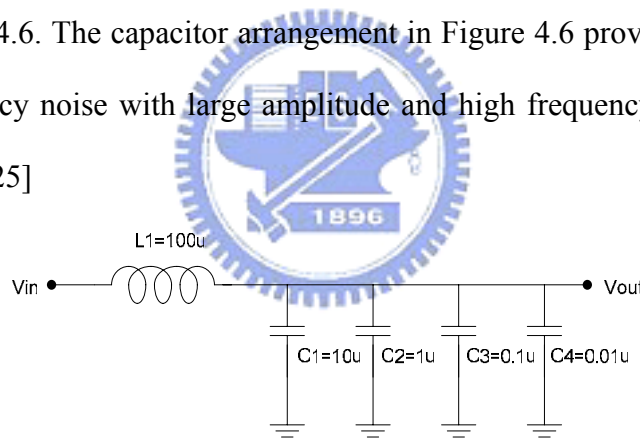 4.6. The capacitor arrangement in Figure 4.6 prov
cy noise with large amplitude and high frequency
25]
1896
L1=100u
Vin
Vout
C1=10u C2=1u C3=0.1u C4=0.01u